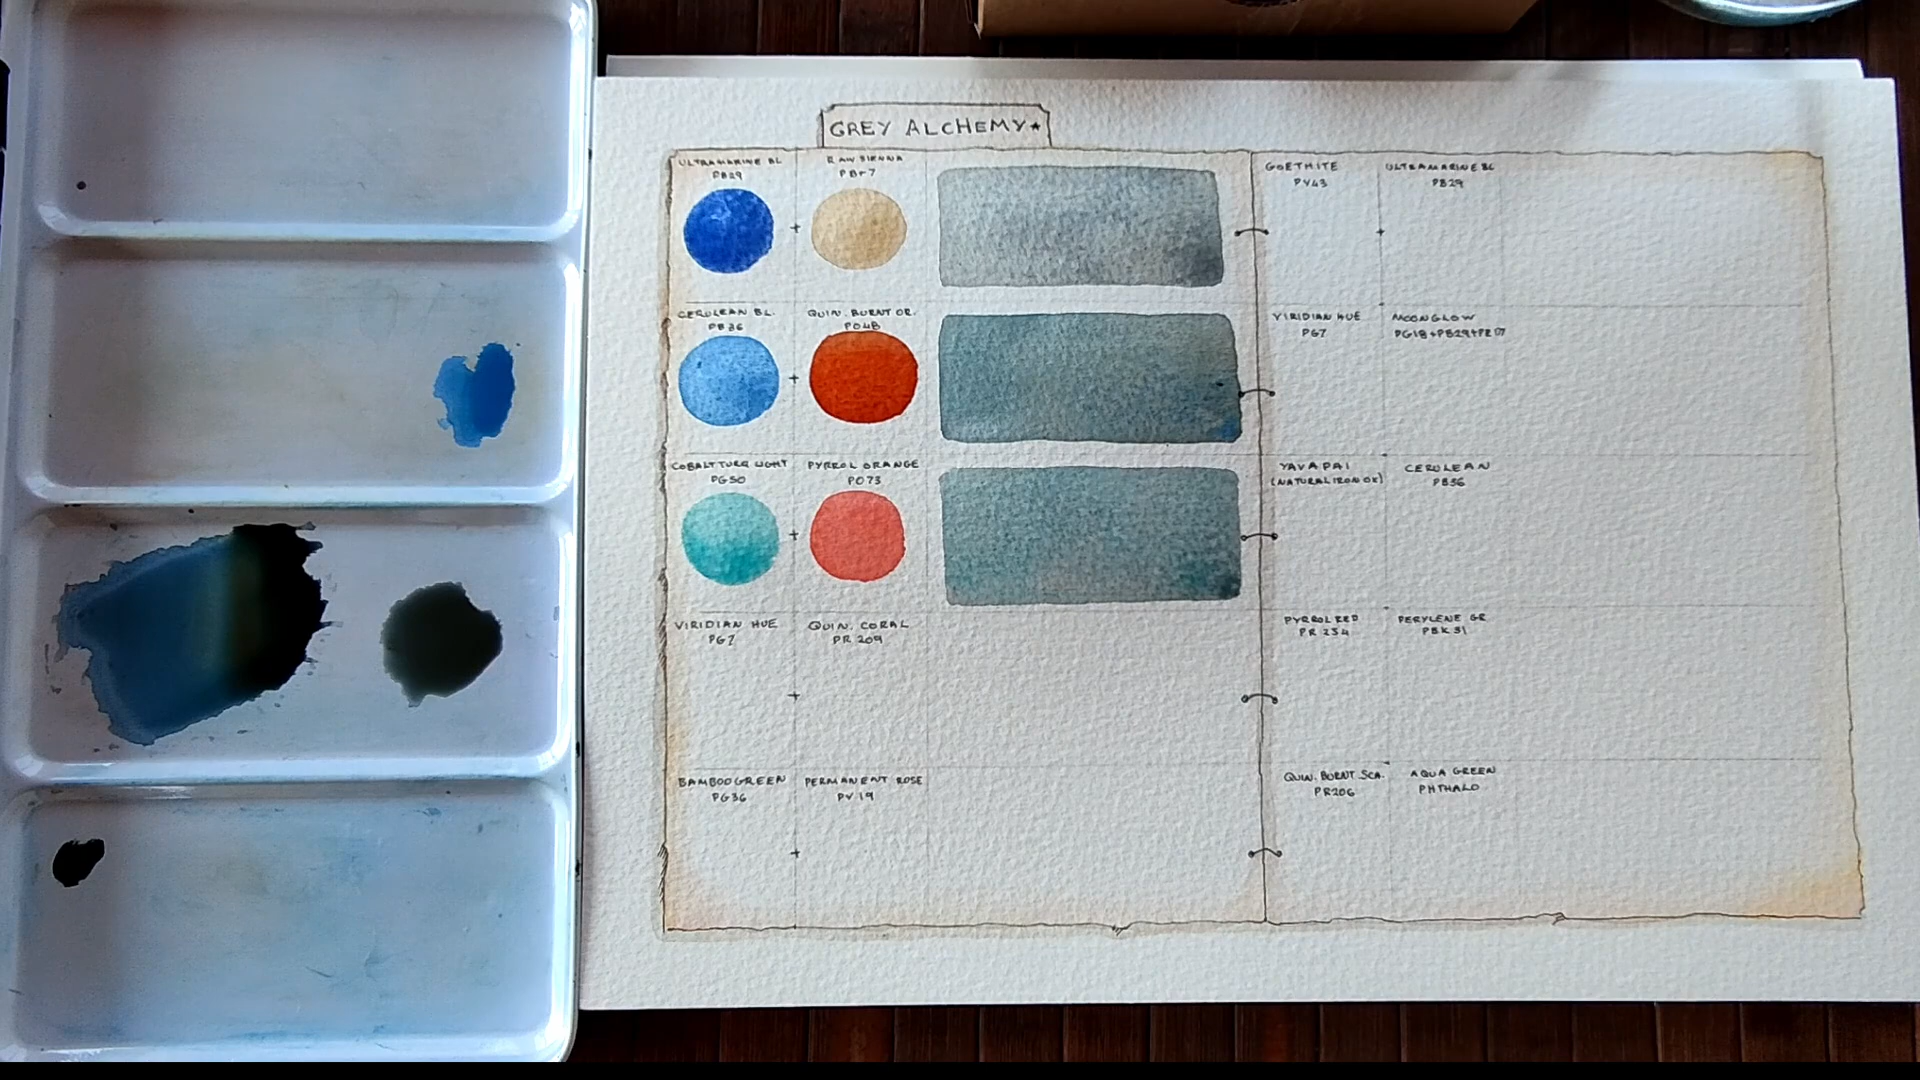 GREY ALCHEMY
ULTRAMARINE BL
PB29
RAW SIENNA
PBr7
CERULEAN BL.
PB36
QUIN. BURNT OR.
PO48
COBALT TURQ LIGHT
PG50
PYRROL ORANGE
PO73
VIRIDIAN HUE
PG7
QUIN. CORAL
PR 209
BAMBOO GREEN
PG36
PERMANENT ROSE
PV 19
GOETHITE
PY43
ULTRAMARINE BL
PB29
VIRIDIAN HUE
PG7
MOONGLOW
PG18+PB29+PR
YAVAPAI
(NATURAL IRON OX)
CERULEAN
PB36
PYRROL RED
PR 254
PERYLENE GR
PBK 31
QUIN. BURNT SCA.
PR206
AQUA GREEN
PHTHALO